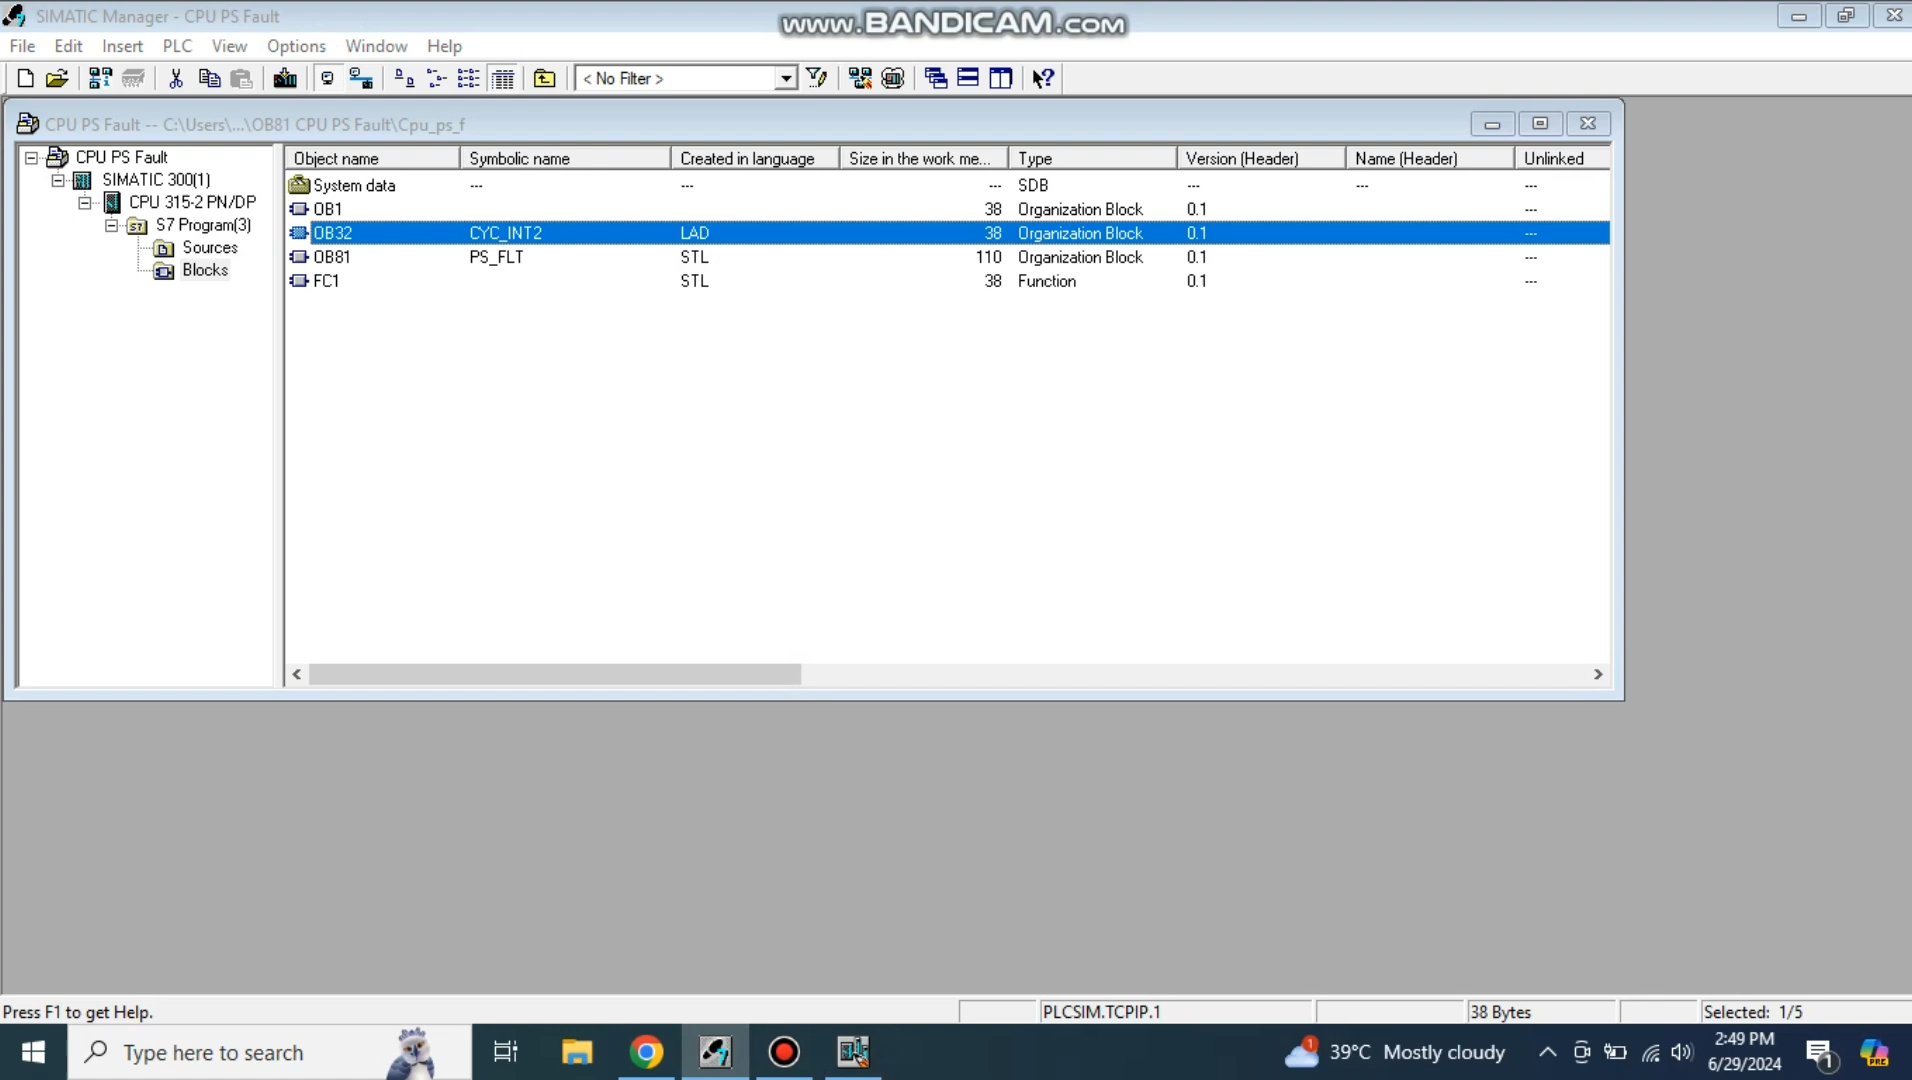 SIMATIC Manager - CPU PS Fault
www.BANDICAM.com
File Edit Insert PLC View Options Window Help
< No Filter >
CPU PS Fault -- C:\Users\...\OB81 CPU PS Fault\Cpu_ps_f
CPU PS Fault
SIMATIC 300(1)
CPU 315-2 PN/DP
S7 Program(3)
Sources
Blocks
Object name Symbolic name Created in language Size in the work me... Type Version (Header) Name (Header) Unlinked
System data --- --- --- SDB --- --- ---
OB1 38 Organization Block 0.1 ---
OB32 CYC_INT2 LAD 38 Organization Block 0.1 ---
OB81 PS_FLT STL 110 Organization Block 0.1 ---
FC1 STL 38 Function 0.1 ---
Press F1 to get Help. PLCSIM.TCPIP.1 38 Bytes Selected: 1/5
Type here to search
1
39°C Mostly cloudy
2:49 PM
6/29/2024
1
PRE